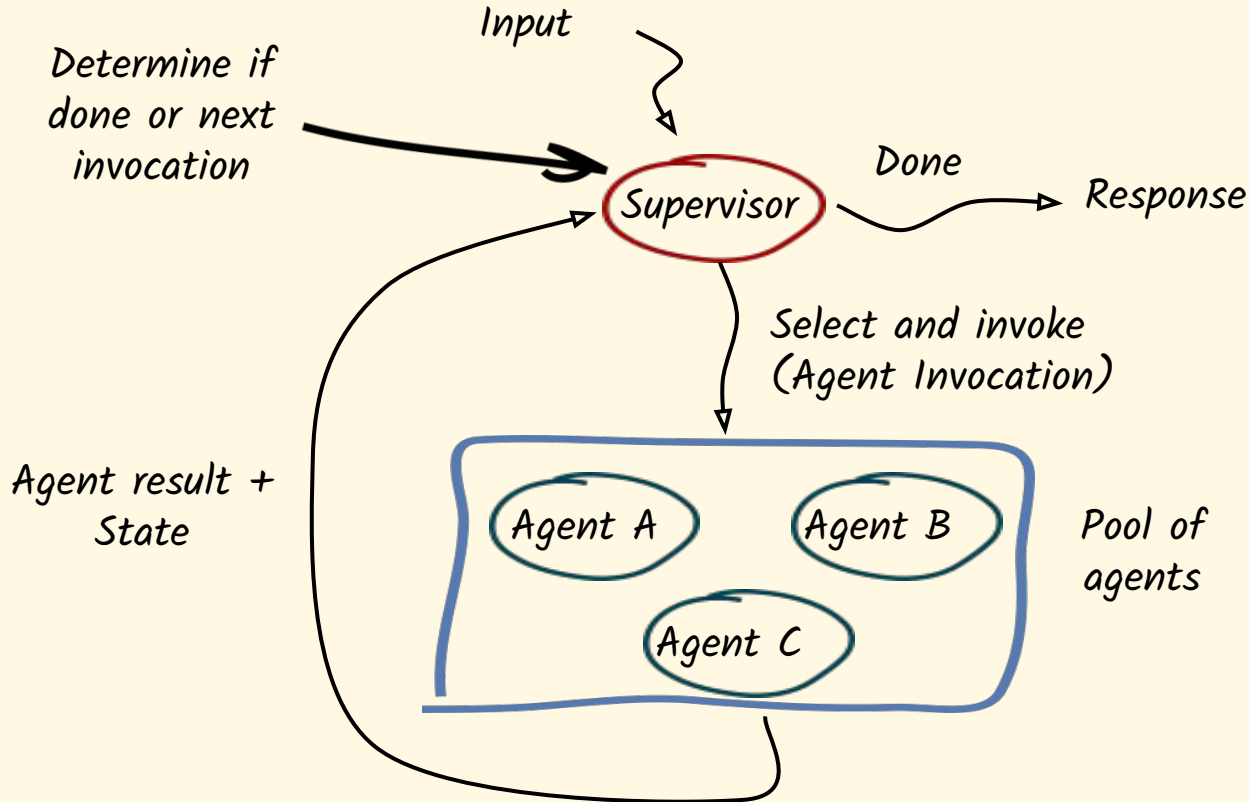 Input
Determine if
done or next
invocation
Supervisor
Done
Response
Select and invoke
(Agent Invocation)
Agent result +
State
Agent A
Agent B
Agent C
Pool of
agents